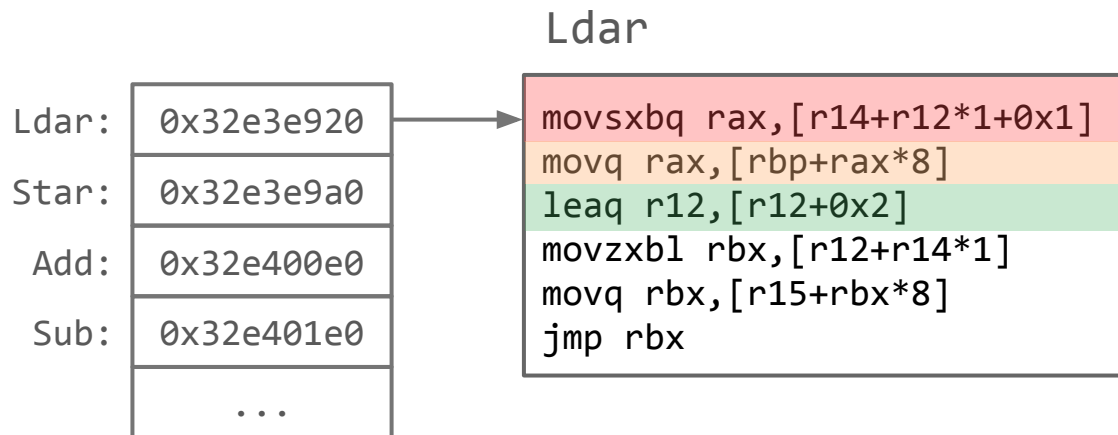 Ldar
Ldar: 0x32e3e920
Star: 0x32e3e9a0
Add: 0x32e400e0
Sub: 0x32e401e0
...
movsxbq rax,[r14+r12*1+0x1]
movq rax,[rbp+rax*8]
leaq r12,[r12+0x2]
movzxbl rbx,[r12+r14*1]
movq rbx,[r15+rbx*8]
jmp rbx